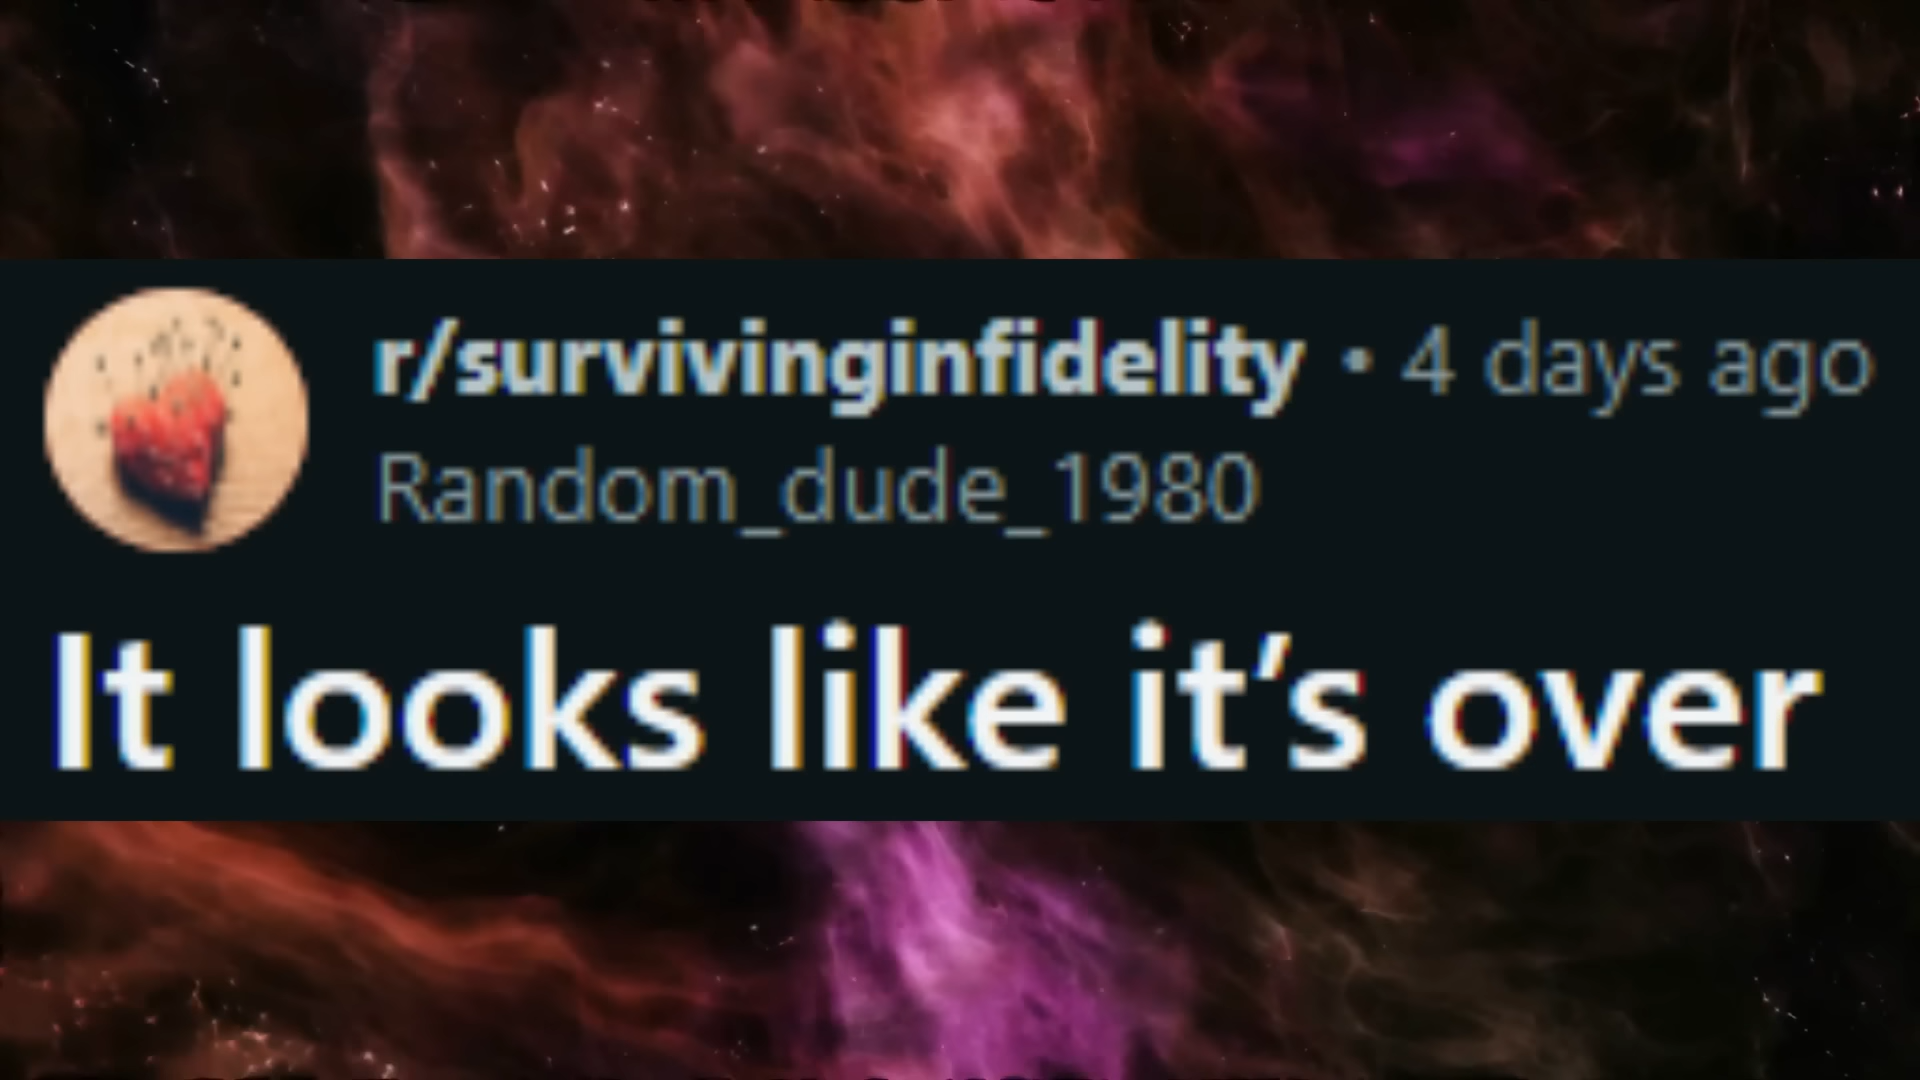 r/survivinginfidelity • 4 days ago
Random_dude_1980
It looks like it’s over